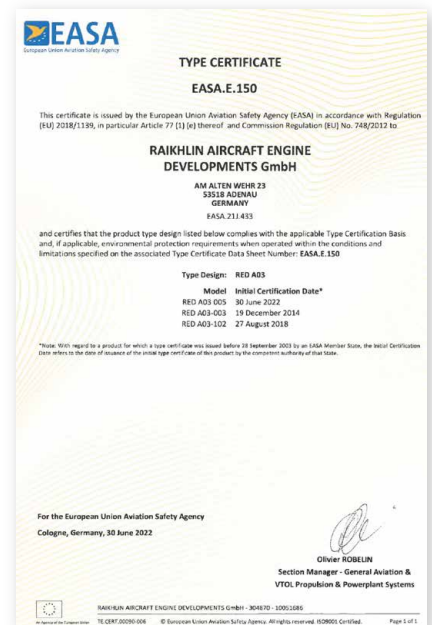 EASA
European Union Aviation Safety Agency
TYPE CERTIFICATE
EASA.E.150
This certificate is issued by the European Union Aviation Safety Agency (EASA) in accordance with Regulation
(EU) 2018/1139, in particular Article 77 (1) (e) thereof and Commission Regulation (EU) No. 748/2012 to
RAIKHLIN AIRCRAFT ENGINE
DEVELOPMENTS GmbH
AM ALTEN WEHR 23
53518 ADENAU
GERMANY
EASA.21J.433
and certifies that the product type design listed below complies with the applicable Type Certification Basis
and, if applicable, environmental protection requirements when operated within the conditions and
limitations specified on the associated Type Certificate Data Sheet Number: EASA.E.150
Type Design: RED A03
Model Initial Certification Date*
RED A03 005 30 June 2022
RED A03-003 19 December 2014
RED A03-102 27 August 2018
*Note: With regard to a product for which a type certificate was issued before 28 September 2003 by an EASA Member State, the Initial Certification
Date refers to the date of issuance of the initial type certificate of this product by the competent authority of that State.
For the European Union Aviation Safety Agency
Cologne, Germany, 30 June 2022
Olivier ROBELIN
Section Manager - General Aviation &
VTOL Propulsion & Powerplant Systems
RAIKHLIN AIRCRAFT ENGINE DEVELOPMENTS GmbH - 304870 - 10051686
An Agency of the European Union
TE.CERT.00090-006 © European Union Aviation Safety Agency. All rights reserved. ISO9001 Certified. Page 1 of 1